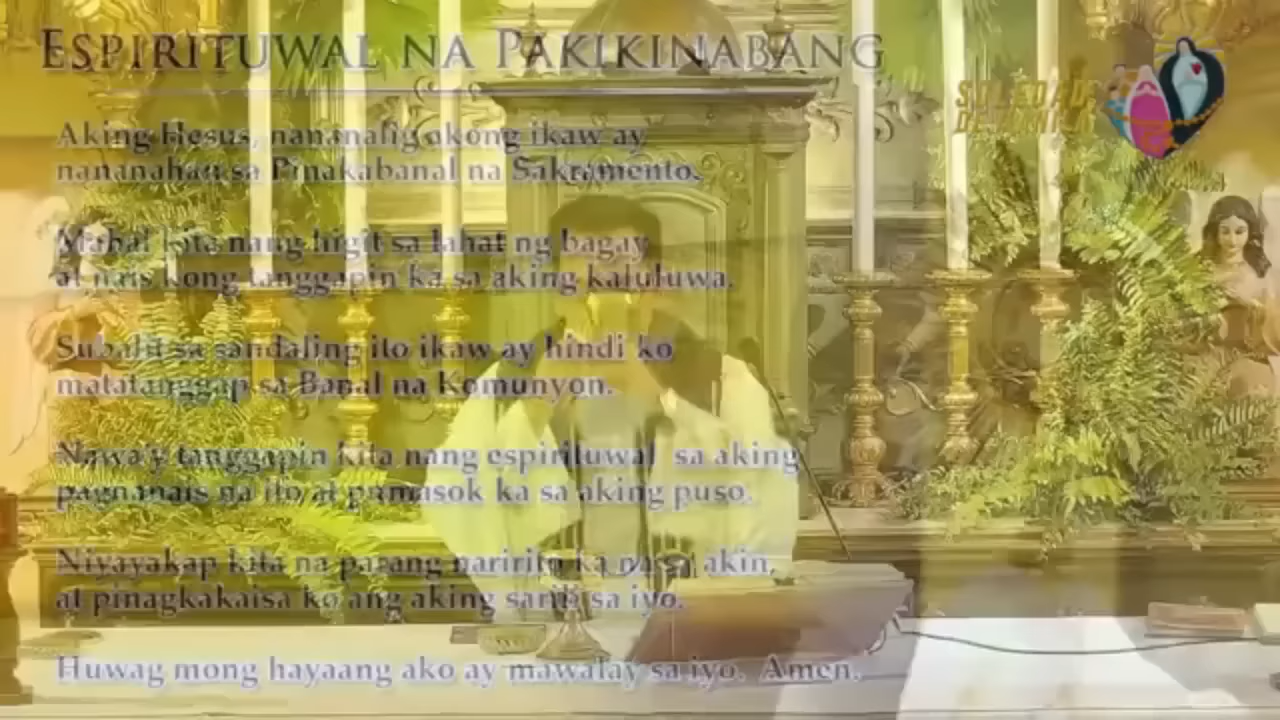 ESPIRITUWAL NA PAKIKINABANG
SOLEDAD
DE MANILA
Aking Hesus, nananalig akong ikaw ay
nananahan sa Pinakabanal na Sakramento.
Mahal kita nang higit sa lahat ng bagay
at nais kong tanggapin ka sa aking kaluluwa.
Subalit sa sandaling ito ikaw ay hindi ko
matatanggap sa Banal na Komunyon.
Nawa'y tanggapin kita nang espirituwal sa aking
pagnanais na ito at pumasok ka sa aking puso.
Niyayakap kita na parang naririto ka na sa akin,
at pinagkakaisa ko ang aking sarili sa iyo.
Huwag mong hayaang ako ay mawalay sa iyo. Amen.